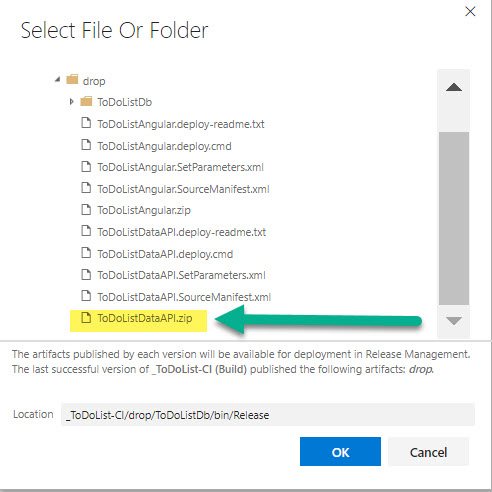 Select File Or Folder
drop
ToDoListDb
ToDoListAngular.deploy-readme.txt
ToDoListAngular.deploy.cmd
ToDoListAngular.SetParameters.xml
ToDoListAngular.SourceManifest.xml
ToDoListAngular.zip
ToDoListDataAPI.deploy-readme.txt
ToDoListDataAPI.deploy.cmd
ToDoListDataAPI.SetParameters.xml
ToDoListDataAPI.SourceManifest.xml
ToDoListDataAPI.zip
The artifacts published by each version will be available for deployment in Release Management.
The last successful version of _ToDoList-CI (Build) published the following artifacts: drop.
Location _ToDoList-CI/drop/ToDoListDb/bin/Release
OK Cancel